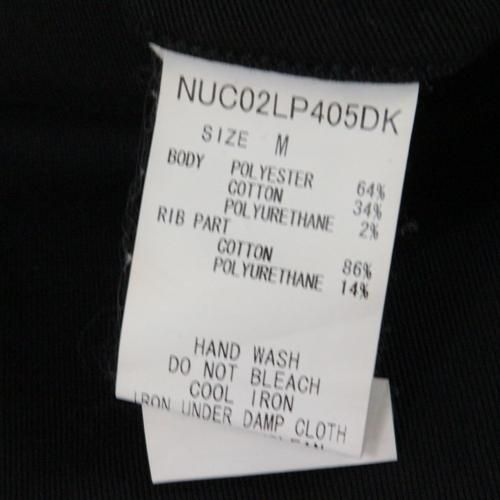 NUC02LP405DK
SIZE M
BODY POLYESTER 64%
COTTON 34%
POLYURETHANE 2%
RIB PART
COTTON 86%
POLYURETHANE 14%
HAND WASH
DO NOT BLEACH
COOL IRON
IRON UNDER DAMP CLOTH